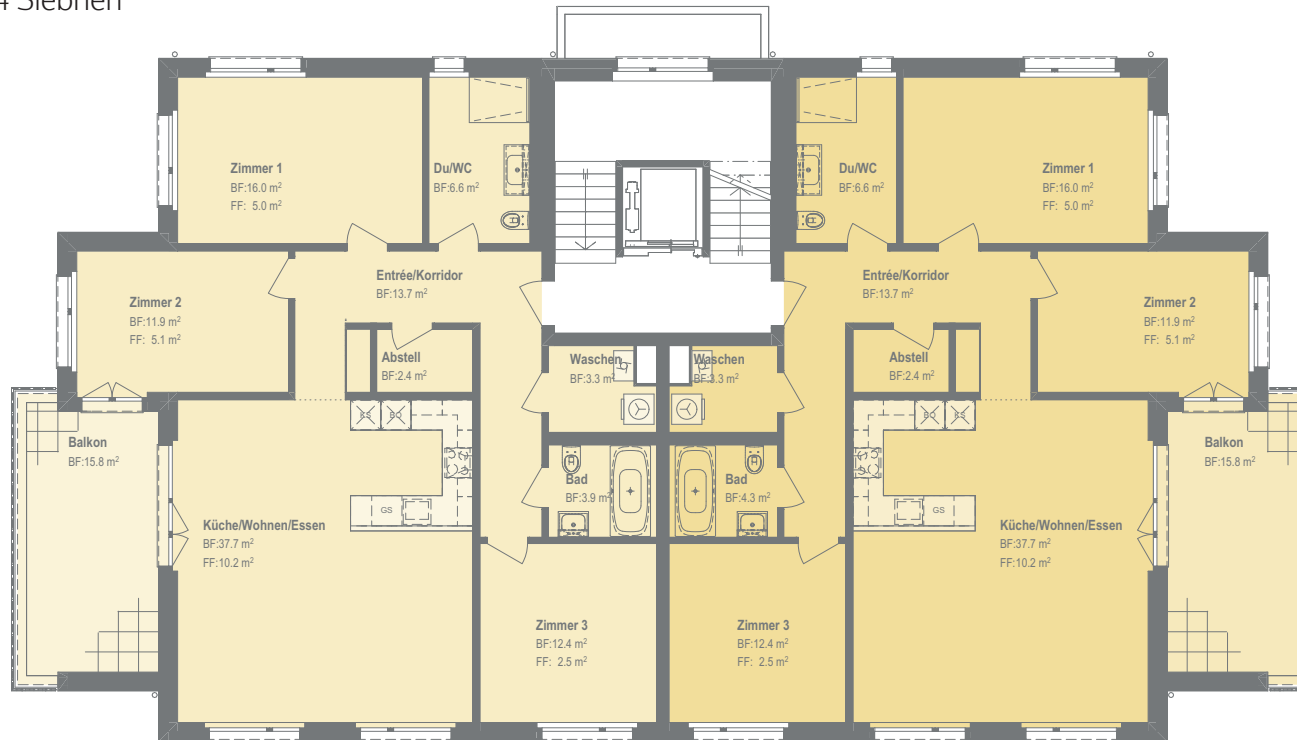 4 Siebnen
Zimmer 1
BF:16.0 m²
FF: 5.0 m²
Du/WC
BF:6.6 m²
Du/WC
BF:6.6 m²
Zimmer 1
BF:16.0 m²
FF: 5.0 m²
Zimmer 2
BF:11.9 m²
FF: 5.1 m²
Entrée/Korridor
BF:13.7 m²
Entrée/Korridor
BF:13.7 m²
Zimmer 2
BF:11.9 m²
FF: 5.1 m²
Abstell
BF:2.4 m²
Waschen
BF:3.3 m²
Waschen
BF:3.3 m²
Abstell
BF:2.4 m²
KS
BO
BO
KS
Balkon
BF:15.8 m²
Balkon
BF:15.8 m²
Bad
BF:3.9 m²
Bad
BF:4.3 m²
GS
GS
Küche/Wohnen/Essen
BF:37.7 m²
FF:10.2 m²
Küche/Wohnen/Essen
BF:37.7 m²
FF:10.2 m²
Zimmer 3
BF:12.4 m²
FF: 2.5 m²
Zimmer 3
BF:12.4 m²
FF: 2.5 m²